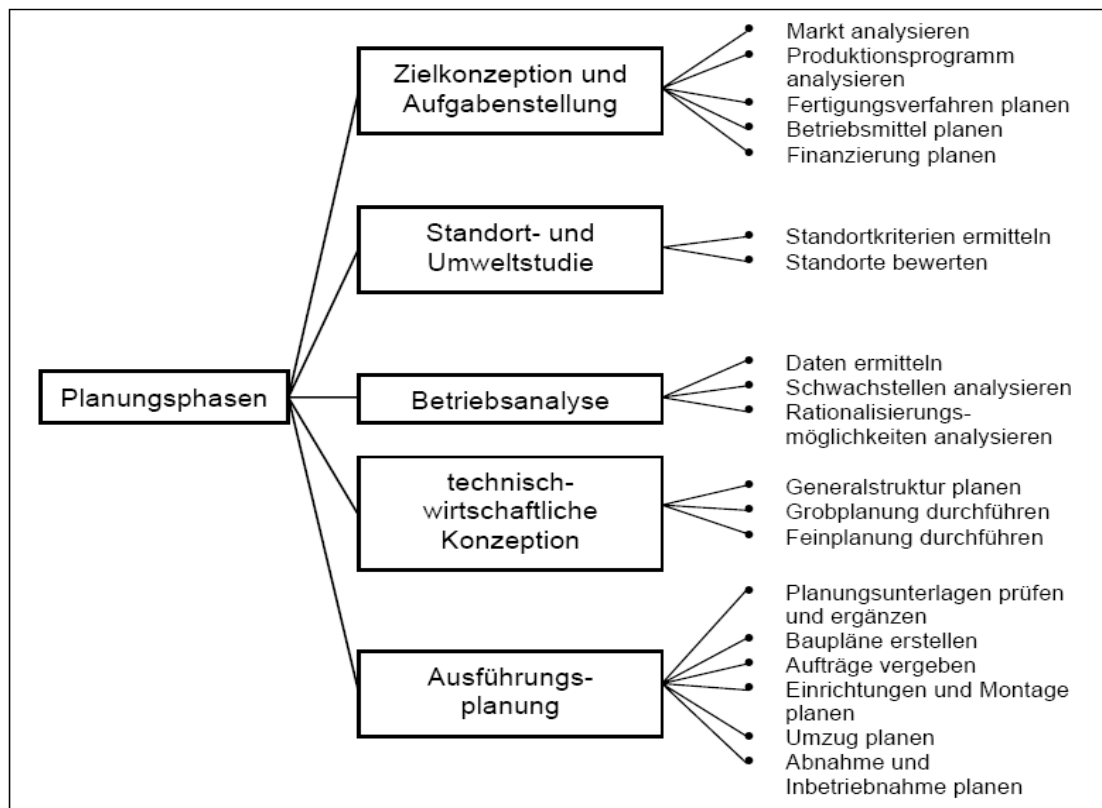 Planungsphasen
Zielkonzeption und
Aufgabenstellung
Markt analysieren
Produktionsprogramm
analysieren
Fertigungsverfahren planen
Betriebsmittel planen
Finanzierung planen
Standort- und
Umweltstudie
Standortkriterien ermitteln
Standorte bewerten
Betriebsanalyse
Daten ermitteln
Schwachstellen analysieren
Rationalisierungs-
möglichkeiten analysieren
technisch-
wirtschaftliche
Konzeption
Generalstruktur planen
Grobplanung durchführen
Feinplanung durchführen
Ausführungs-
planung
Planungsunterlagen prüfen
und ergänzen
Baupläne erstellen
Aufträge vergeben
Einrichtungen und Montage
planen
Umzug planen
Abnahme und
Inbetriebnahme planen